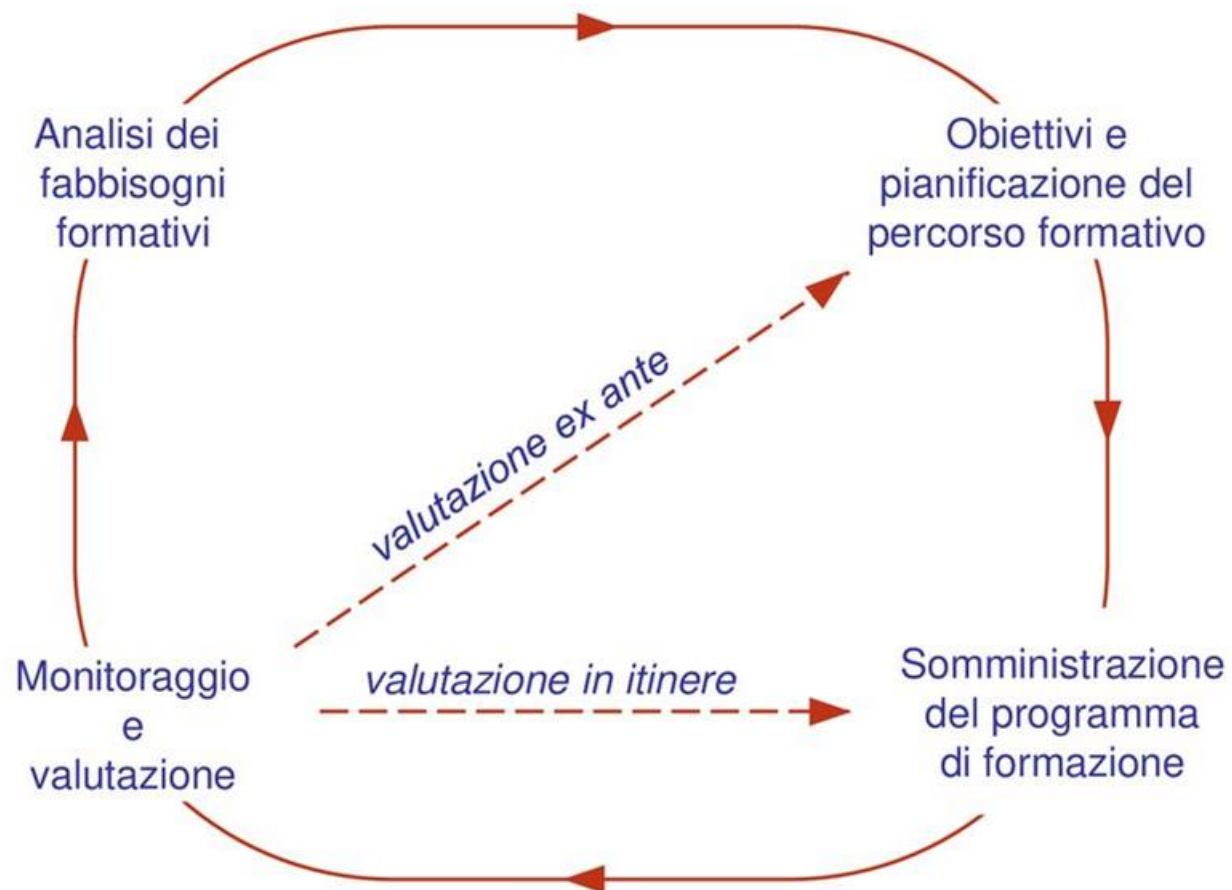 Analisi dei
fabbisogni
formativi
Obiettivi e
pianificazione del
percorso formativo
valutazione ex ante
Monitoraggio
e
valutazione
valutazione in itinere
Somministrazione
del programma
di formazione